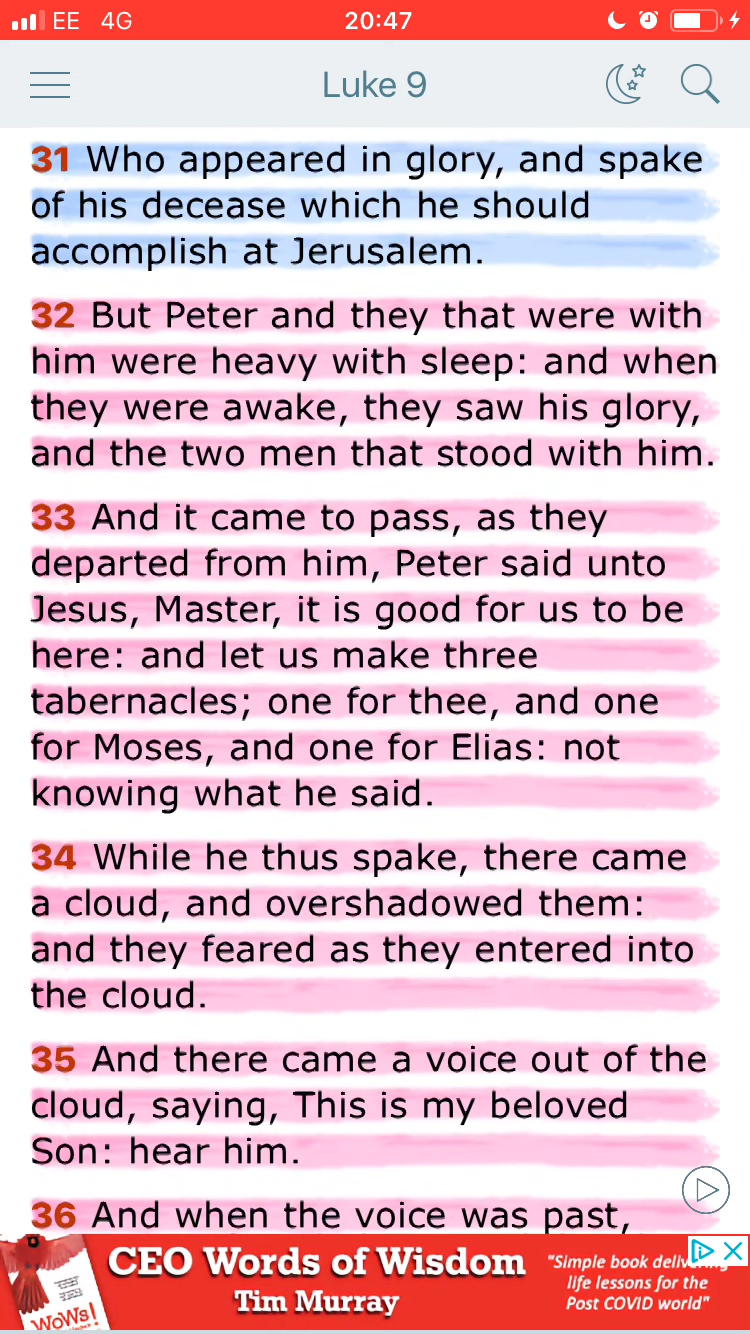 EE 4G 20:47
Luke 9
31 Who appeared in glory, and spake
of his decease which he should
accomplish at Jerusalem.
32 But Peter and they that were with
him were heavy with sleep: and when
they were awake, they saw his glory,
and the two men that stood with him.
33 And it came to pass, as they
departed from him, Peter said unto
Jesus, Master, it is good for us to be
here: and let us make three
tabernacles; one for thee, and one
for Moses, and one for Elias: not
knowing what he said.
34 While he thus spake, there came
a cloud, and overshadowed them:
and they feared as they entered into
the cloud.
35 And there came a voice out of the
cloud, saying, This is my beloved
Son: hear him.
36 And when the voice was past,
WoWs!
CEO Words of Wisdom
Tim Murray
"Simple book
life lessons for the
Post COVID world"